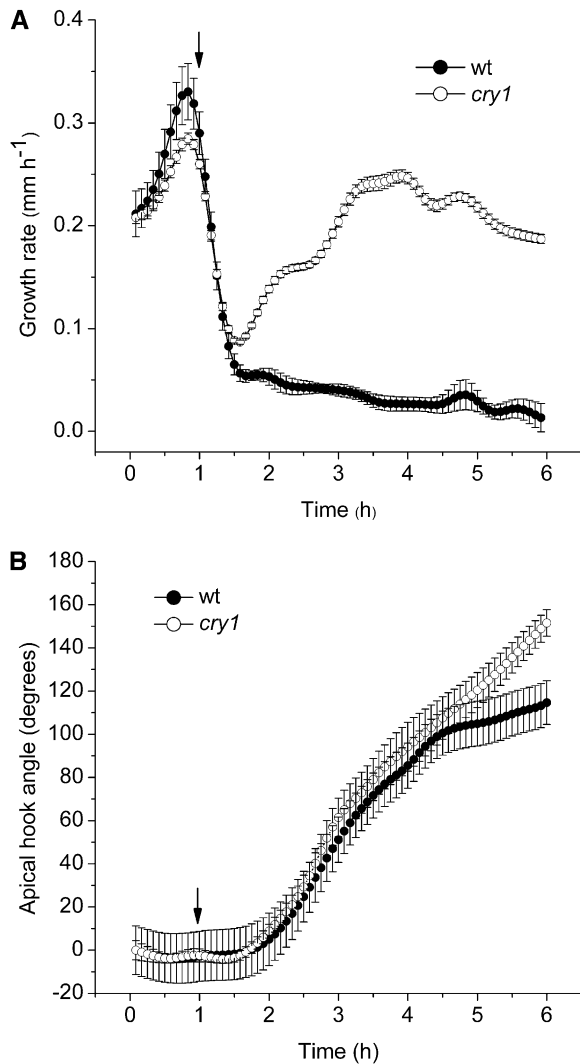 A
0.4
wt
cry1
0.3
0.2
0.1
0.0
Growth rate (mm h-1)
0 1 2 3 4 5 6
Time (h)
B
180
160
wt
cry1
140
120
100
80
60
40
20
0
-20
Apical hook angle (degrees)
0 1 2 3 4 5 6
Time (h)